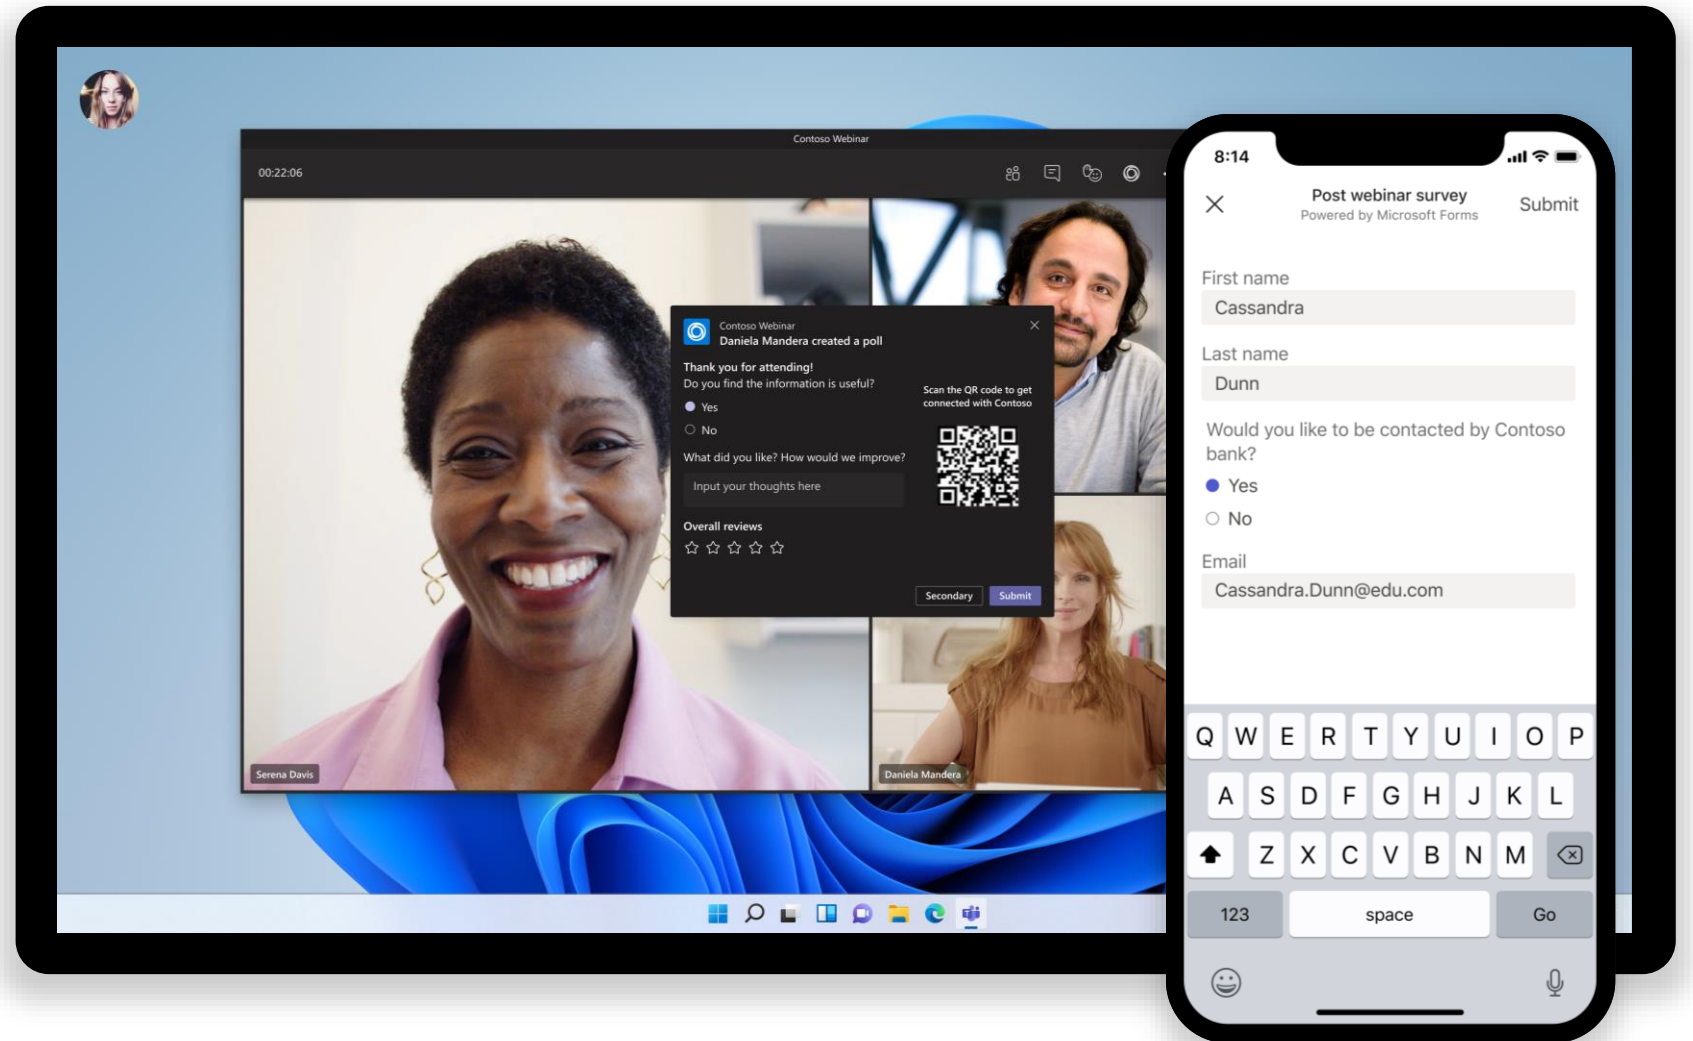 Contoso Webinar
00:22:06
Contoso Webinar
Daniela Mandera created a poll
Thank you for attending!
Do you find the information is useful?
Yes
No
What did you like? How would we improve?
Input your thoughts here
Overall reviews
Scan the QR code to get
connected with Contoso
Secondary
Submit
Serena Davis
Daniela Mandera
8:14
Post webinar survey
Powered by Microsoft Forms
Submit
First name
Cassandra
Last name
Dunn
Would you like to be contacted by Contoso
bank?
Yes
No
Email
Cassandra.Dunn@edu.com
Q W E R T Y U I O P
A S D F G H J K L
Z X C V B N M
123 space Go